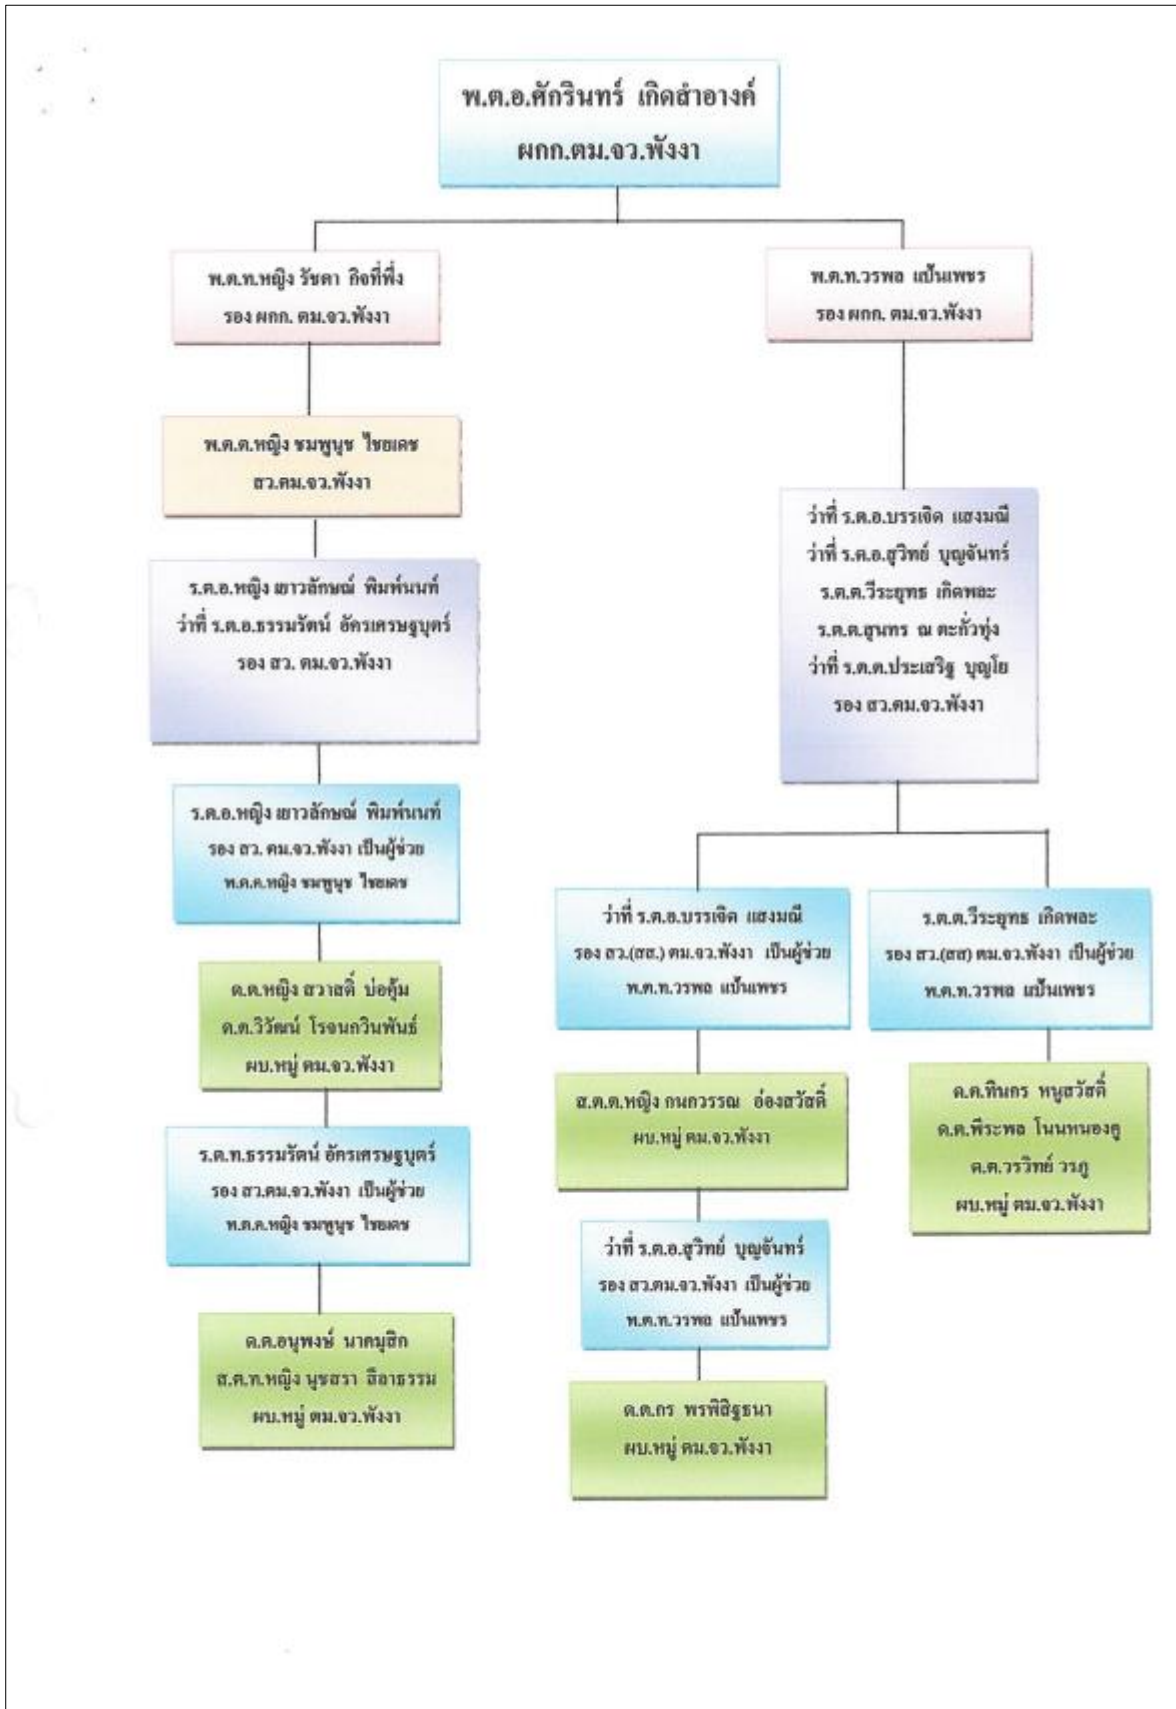 พ.ต.อ.ศักรินทร์ เกิดสำอางค์
ผกก.ตม.จว.พังงา
พ.ต.ท.หญิง รัชดา กิจที่พึ่ง
รอง ผกก. ตม.จว.พังงา
พ.ต.ท.วรพล แป้นเพชร
รอง ผกก. ตม.จว.พังงา
พ.ต.ต.หญิง ชมพูนุช ไชยเดช
สว.ตม.จว.พังงา
ร.ต.อ.หญิง เยาวลักษณ์ พิมพ์นนท์
ว่าที่ ร.ต.อ.ธรรมรัตน์ อัครเศรษฐบุตร์
รอง สว. ตม.จว.พังงา
ว่าที่ ร.ต.อ.บรรเจิด แสงมณี
ว่าที่ ร.ต.อ.สุวิทย์ บุญจันทร์
ร.ต.ต.วีระยุทธ เกิดพละ
ร.ต.ต.สุนทร ณ ตะกั่วทุ่ง
ว่าที่ ร.ต.ต.ประเสริฐ บุญโย
รอง สว.ตม.จว.พังงา
ร.ต.อ.หญิง เยาวลักษณ์ พิมพ์นนท์
รอง สว. ตม.จว.พังงา เป็นผู้ช่วย
พ.ต.ต.หญิง ชมพูนุช ไชยเดช
ด.ต.หญิง สวาสดิ์ บ่อคุ้ม
ด.ต.วิวัฒน์ โรจนกวินพันธ์
ผบ.หมู่ ตม.จว.พังงา
ร.ต.ท.ธรรมรัตน์ อัครเศรษฐบุตร์
รอง สว.ตม.จว.พังงา เป็นผู้ช่วย
พ.ต.ต.หญิง ชมพูนุช ไชยเดช
ด.ต.อนุพงษ์ นาคมุสิก
ส.ต.ท.หญิง นุชสรา สีลาธรรม
ผบ.หมู่ ตม.จว.พังงา
ว่าที่ ร.ต.อ.บรรเจิด แสงมณี
รอง สว.(สส.) ตม.จว.พังงา เป็นผู้ช่วย
พ.ต.ท.วรพล แป้นเพชร
ส.ต.ต.หญิง กนกวรรณ อ๋องสวัสดิ์
ผบ.หมู่ ตม.จว.พังงา
ว่าที่ ร.ต.อ.สุวิทย์ บุญจันทร์
รอง สว.ตม.จว.พังงา เป็นผู้ช่วย
พ.ต.ท.วรพล แป้นเพชร
ด.ต.กร พรพิสิฐธนา
ผบ.หมู่ ตม.จว.พังงา
ร.ต.ต.วีระยุทธ เกิดพละ
รอง สว.(สส) ตม.จว.พังงา เป็นผู้ช่วย
พ.ต.ท.วรพล แป้นเพชร
ด.ต.ทินกร หนูสวัสดิ์
ด.ต.พีระพล โนนหนองคู
ด.ต.วรวิทย์ วรภู
ผบ.หมู่ ตม.จว.พังงา